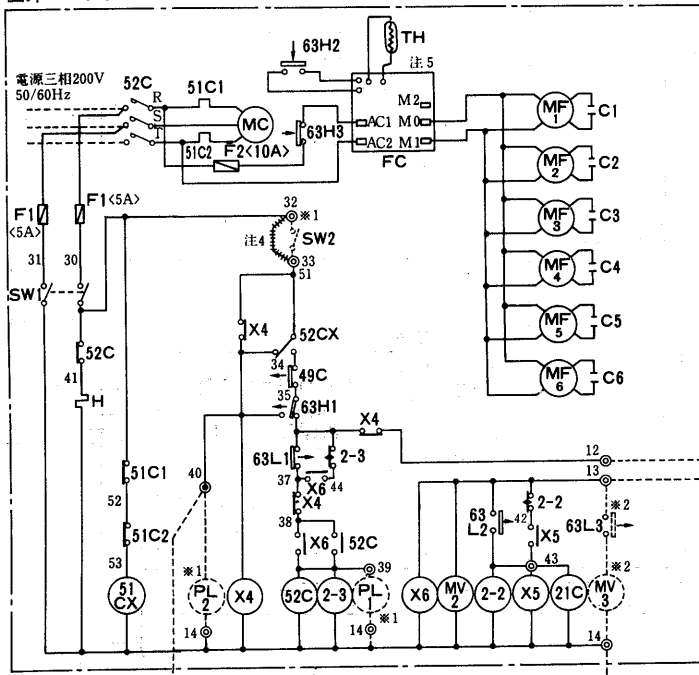 63H2
TH
注5
電源三相200V
50/60Hz
52C
51C1
R
S
T
MC
63H3
M2
AC1 M0
AC2 M1
FC
51C2
F2<10A>
MF
1
C1
MF
2
C2
MF
3
C3
MF
4
C4
MF
5
C5
MF
6
C6
F1
<5A>
F1<5A>
31
30
32
※1
注4
SW2
33
51
SW1
52C
41
H
X4
52CX
34
49C
35
63H1
X4
12
13
63L1
2-3
37
X6
44
X4
38
X6
52C
39
40
51C1
52
51C2
53
51
CX
※1
PL
2
14
X4
52C
2-3
PL
1
※1
14
63
L2
42
2-2
X5
43
※2
63L3
※2
X6
MV
2
2-2
X5
21C
MV
3
14